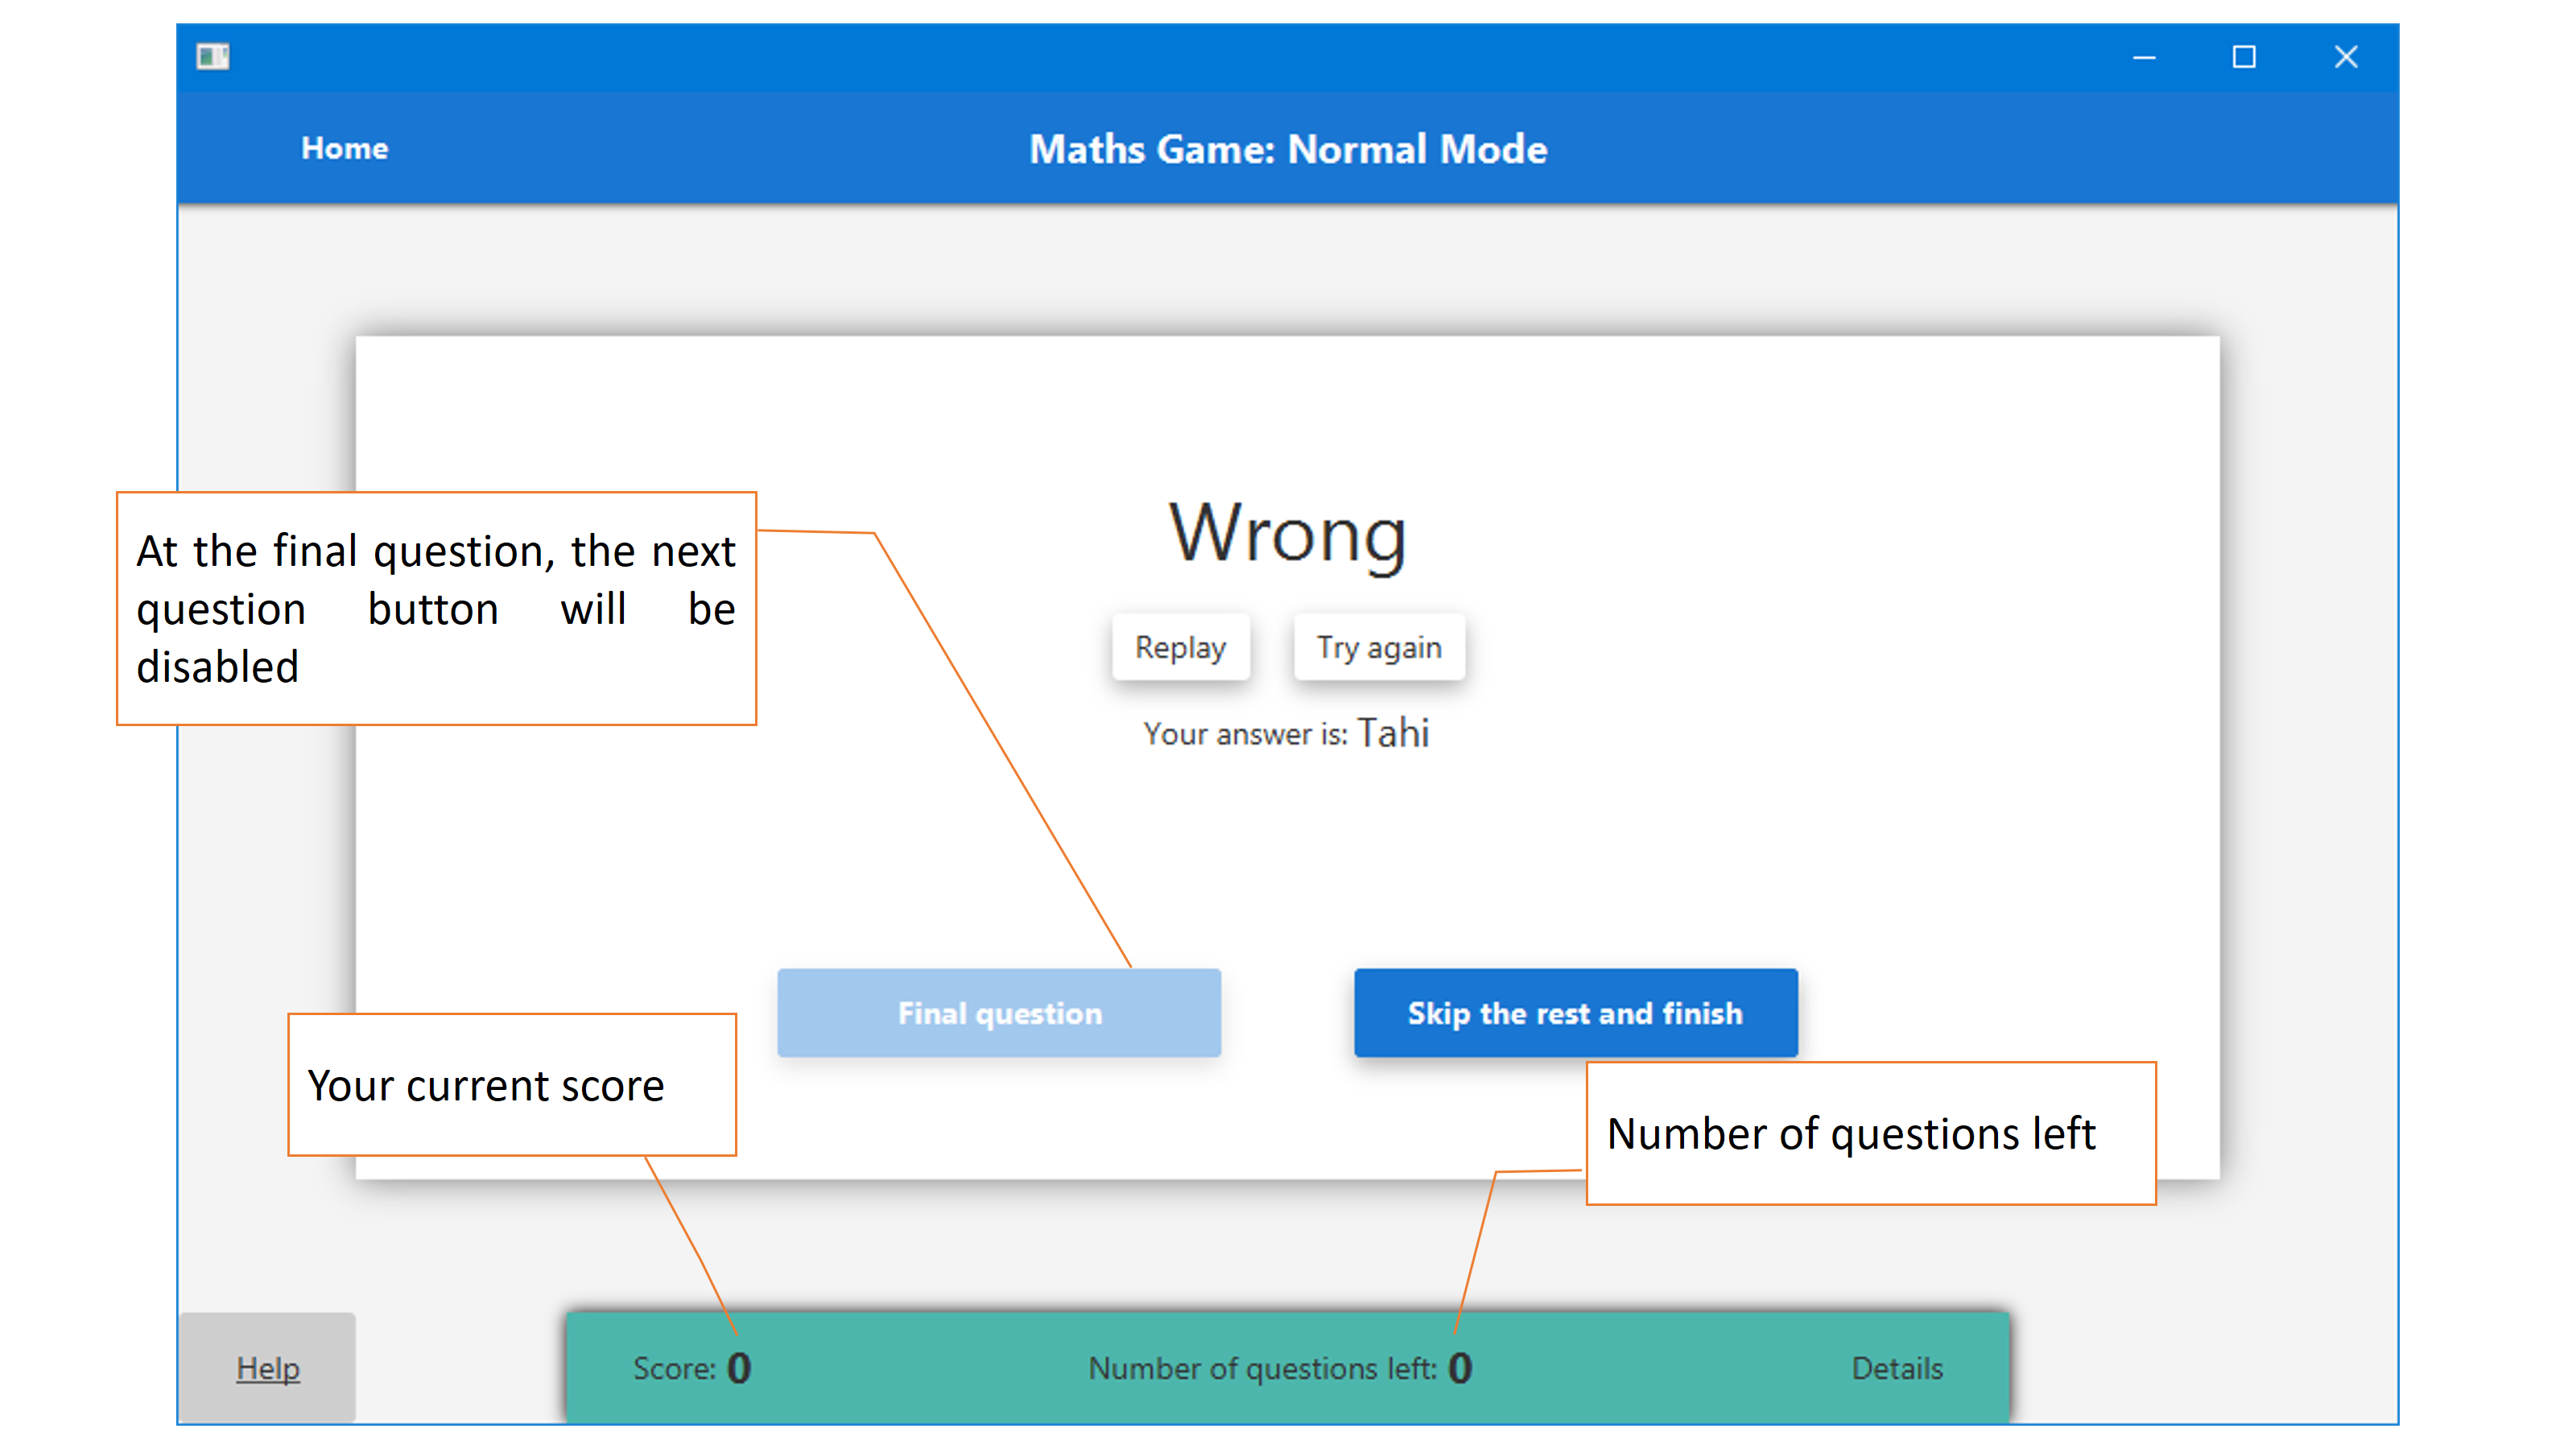 Home
Maths Game: Normal Mode
At the final question, the next
question button will be
disabled
Wrong
Replay
Try again
Your answer is: Tahi
Final question
Skip the rest and finish
Your current score
Number of questions left
Help
Score: 0
Number of questions left: 0
Details